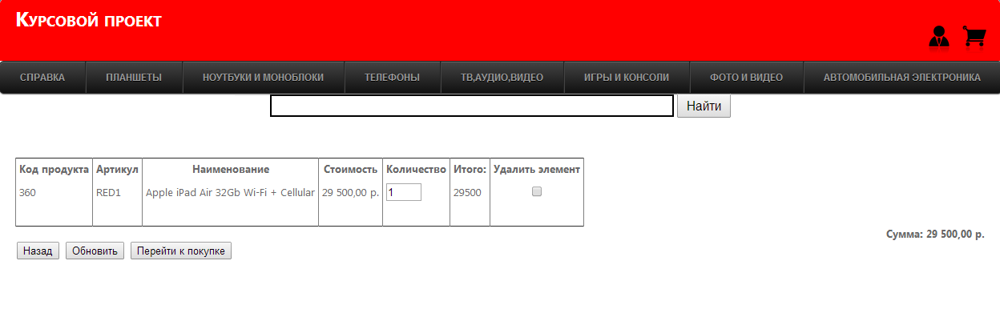 Курсовой проект
СПРАВКА ПЛАНШЕТЫ НОУТБУКИ И МОНОБЛОКИ ТЕЛЕФОНЫ ТВ,АУДИО,ВИДЕО ИГРЫ И КОНСОЛИ ФОТО И ВИДЕО АВТОМОБИЛЬНАЯ ЭЛЕКТРОНИКА
Найти
Код продукта Артикул Наименование Стоимость Количество Итого: Удалить элемент
360 RED1 Apple iPad Air 32Gb Wi-Fi + Cellular 29 500,00 р. 1 29500
Сумма: 29 500,00 р.
Назад Обновить Перейти к покупке